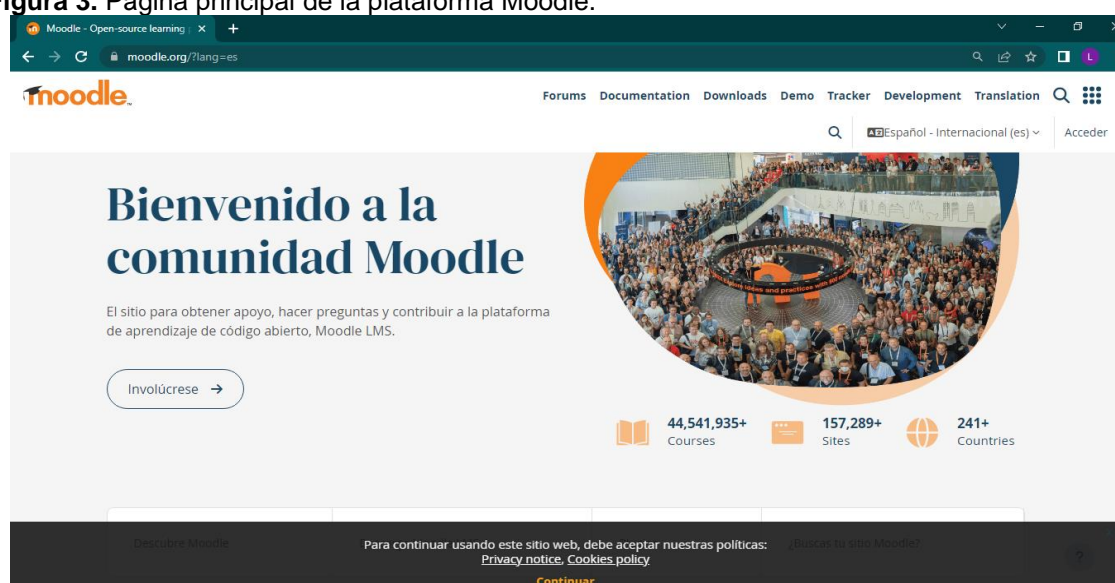 Figura 3. Página principal de la plataforma Moodle.
Moodle - Open-source learning
moodle.org/?lang=es
L
moodle
Forums Documentation Downloads Demo Tracker Development Translation
Español - Internacional (es) Acceder
Bienvenido a la
comunidad Moodle
El sitio para obtener apoyo, hacer preguntas y contribuir a la plataforma
de aprendizaje de código abierto, Moodle LMS.
Involúcrese →
44,541,935+ 157,289+ 241+
Courses Sites Countries
Descubre Moodle ¿Buscas tu sitio Moodle?
Para continuar usando este sitio web, debe aceptar nuestras políticas:
Privacy notice, Cookies policy
Continuar
?